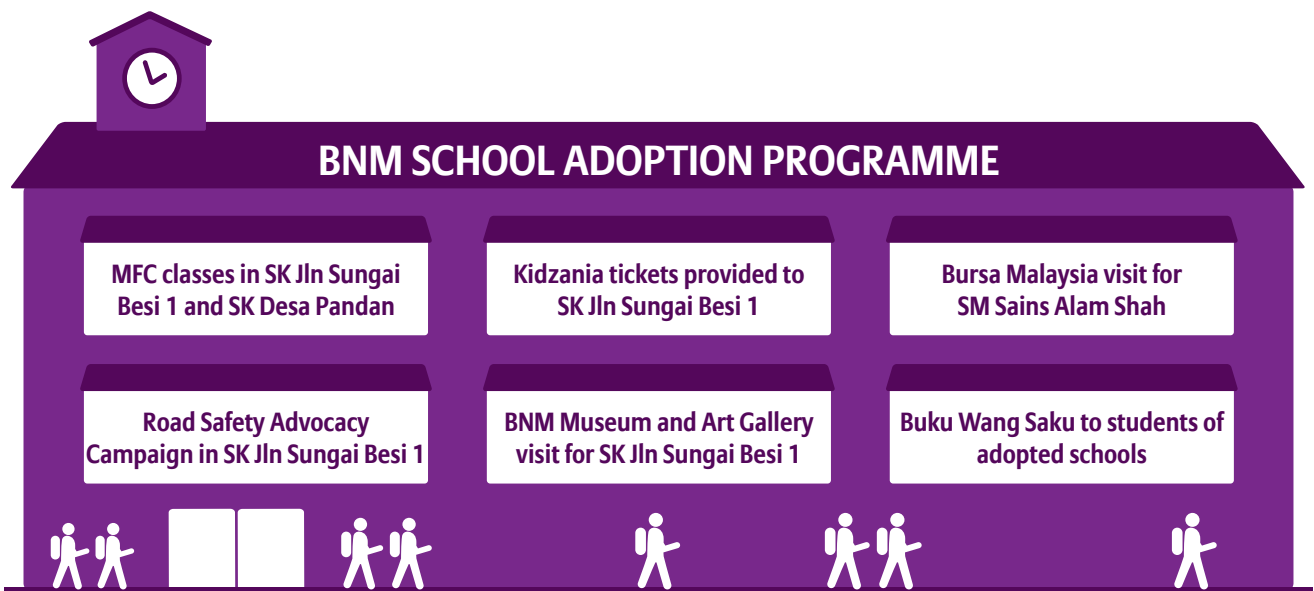 BNM SCHOOL ADOPTION PROGRAMME
MFC classes in SK Jln Sungai
Besi 1 and SK Desa Pandan
Kidzania tickets provided to
SK Jln Sungai Besi 1
Bursa Malaysia visit for
SM Sains Alam Shah
Road Safety Advocacy
Campaign in SK Jln Sungai Besi 1
BNM Museum and Art Gallery
visit for SK Jln Sungai Besi 1
Buku Wang Saku to students of
adopted schools